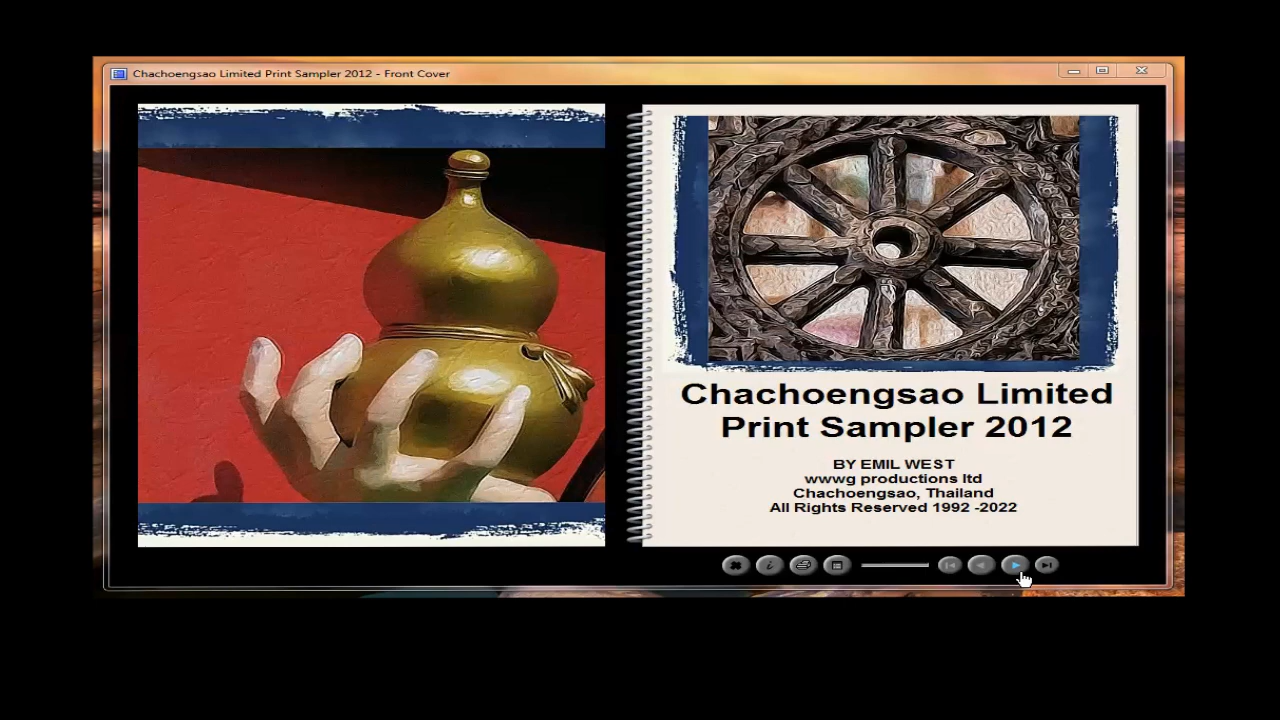 Chachoengsao Limited Print Sampler 2012 - Front Cover
Chachoengsao Limited
Print Sampler 2012
BY EMIL WEST
wwwg productions ltd
Chachoengsao, Thailand
All Rights Reserved 1992 -2022